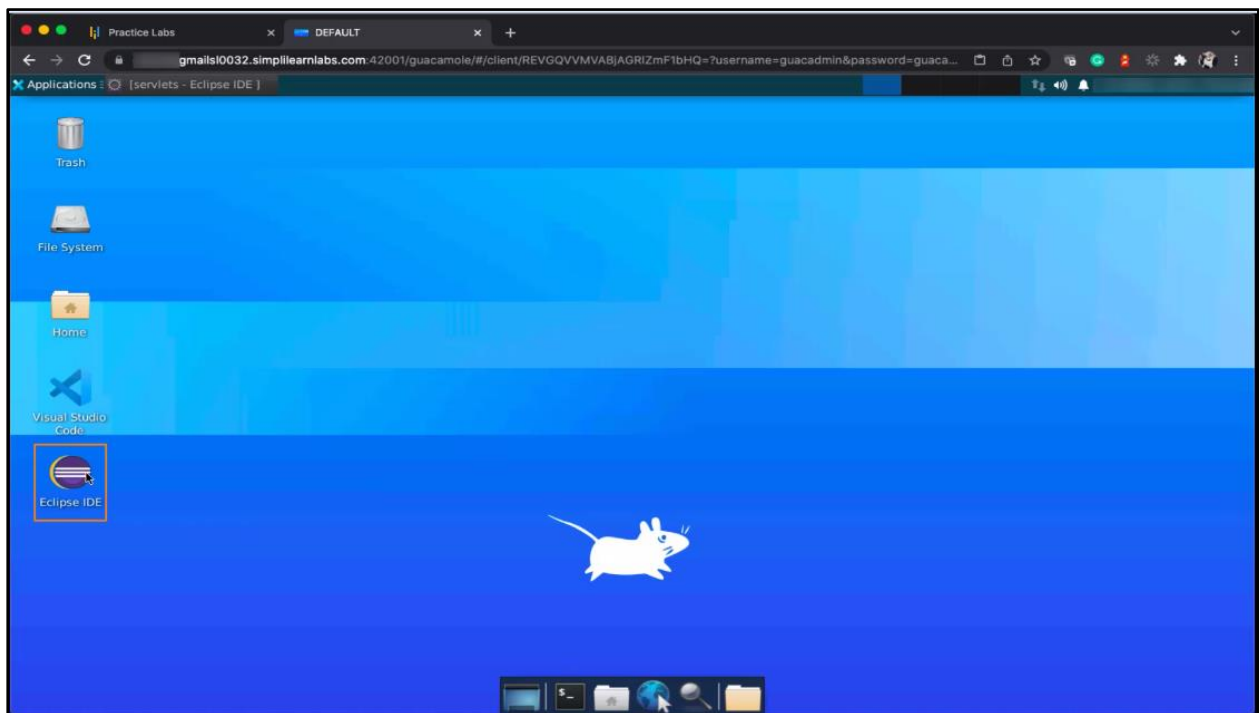 Practice Labs
DEFAULT
gmailsl0032.simplilearnlabs.com:42001/guacamole/#/client/REVGQVVMVABjAGRlZmF1bHQ=?username=guacadmin&password=guaca...
Applications
[servlets - Eclipse IDE ]
Trash
File System
Home
Visual Studio
Code
Eclipse IDE
$_